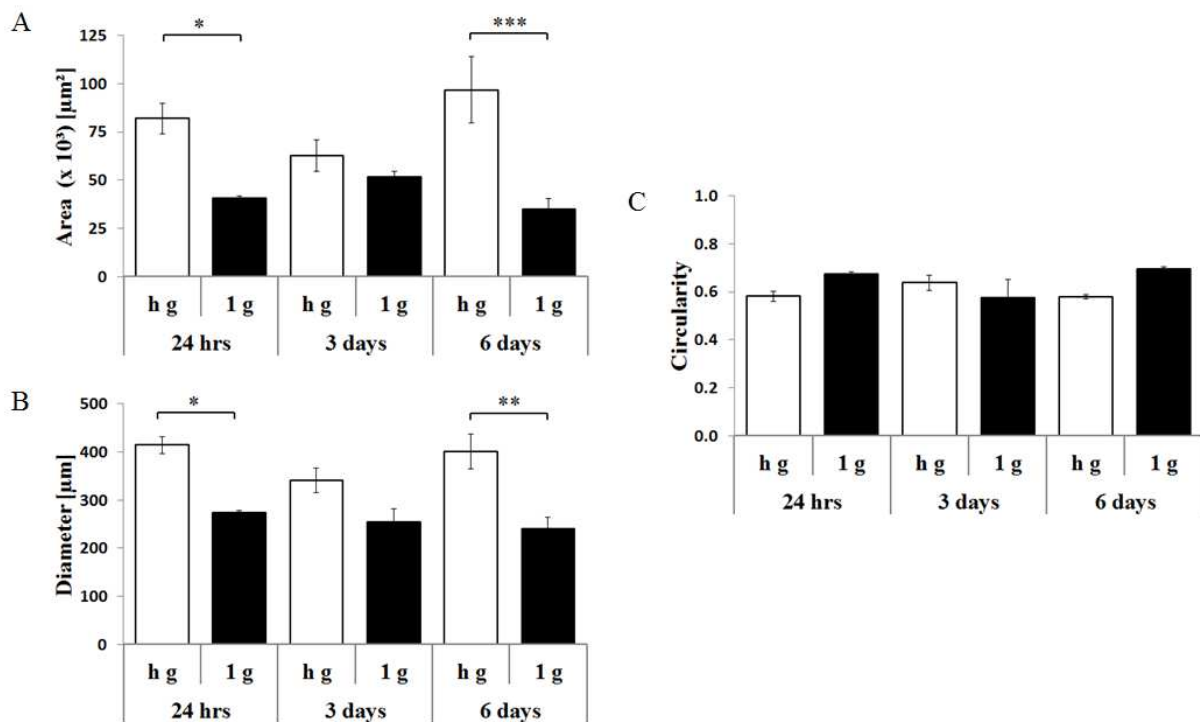 A
Area (x 10³) [µm²]
125
100
75
50
25
0
*
***
h g 1 g h g 1 g h g 1 g
24 hrs 3 days 6 days
B
Diameter [µm]
500
400
300
200
100
0
*
**
h g 1 g h g 1 g h g 1 g
24 hrs 3 days 6 days
C
Circularity
1.0
0.8
0.6
0.4
0.2
0.0
h g 1 g h g 1 g h g 1 g
24 hrs 3 days 6 days